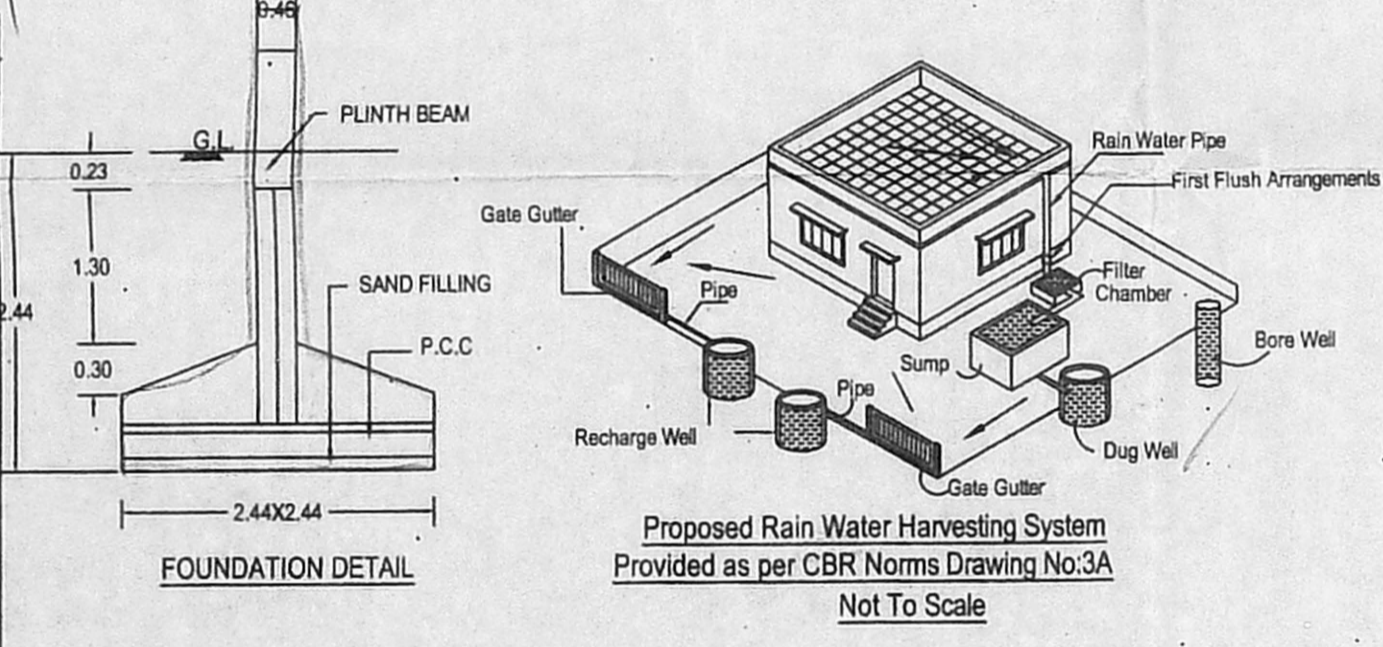 0.45
PLINTH BEAM
G.L.
0.23
1.30
2.44
SAND FILLING
P.C.C
0.30
2.44X2.44
FOUNDATION DETAIL
Rain Water Pipe
First Flush Arrangements
Gate Gutter
Filter
Chamber
Pipe
Bore Well
Sump
Pipe
Recharge Well
Dug Well
Gate Gutter
Proposed Rain Water Harvesting System
Provided as per CBR Norms Drawing No:3A
Not To Scale